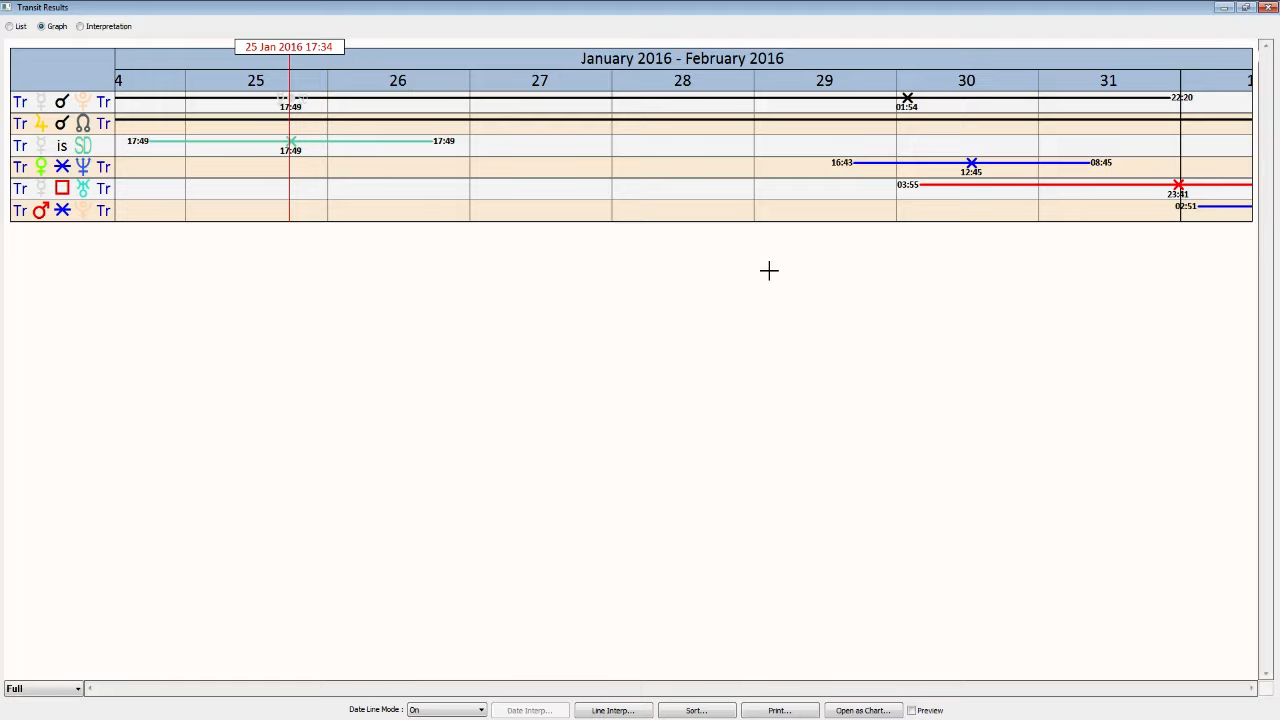 Transit Results
List Graph Interpretation
25 Jan 2016 17:34
January 2016 - February 2016
4 25 26 27 28 29 30 31 1
Tr Tr 17:49 01:54 22:20
Tr Tr
Tr is SD 17:49 17:49 17:49
Tr Tr 16:43 12:45 08:45
Tr Tr 03:55 23:41
Tr Tr 02:51
Full
Date Line Mode : On Date Interp... Line Interp... Sort... Print... Open as Chart... Preview